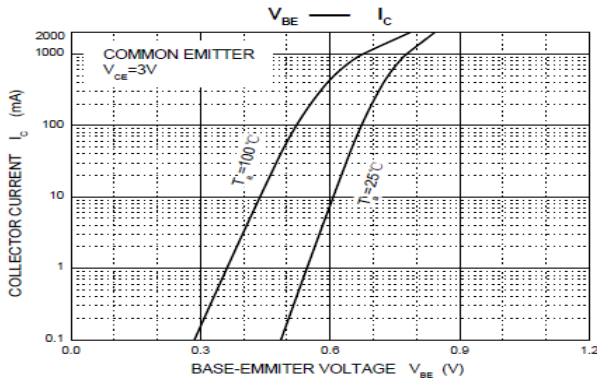 V_BE —— I_C
2000
1000
100
10
1
0.1
COMMON EMITTER
V_CE=3V
T_a=100℃
T_a=25℃
COLLECTOR CURRENT I_C (mA)
0.0 0.3 0.6 0.9 1.2
BASE-EMMITER VOLTAGE V_BE (V)